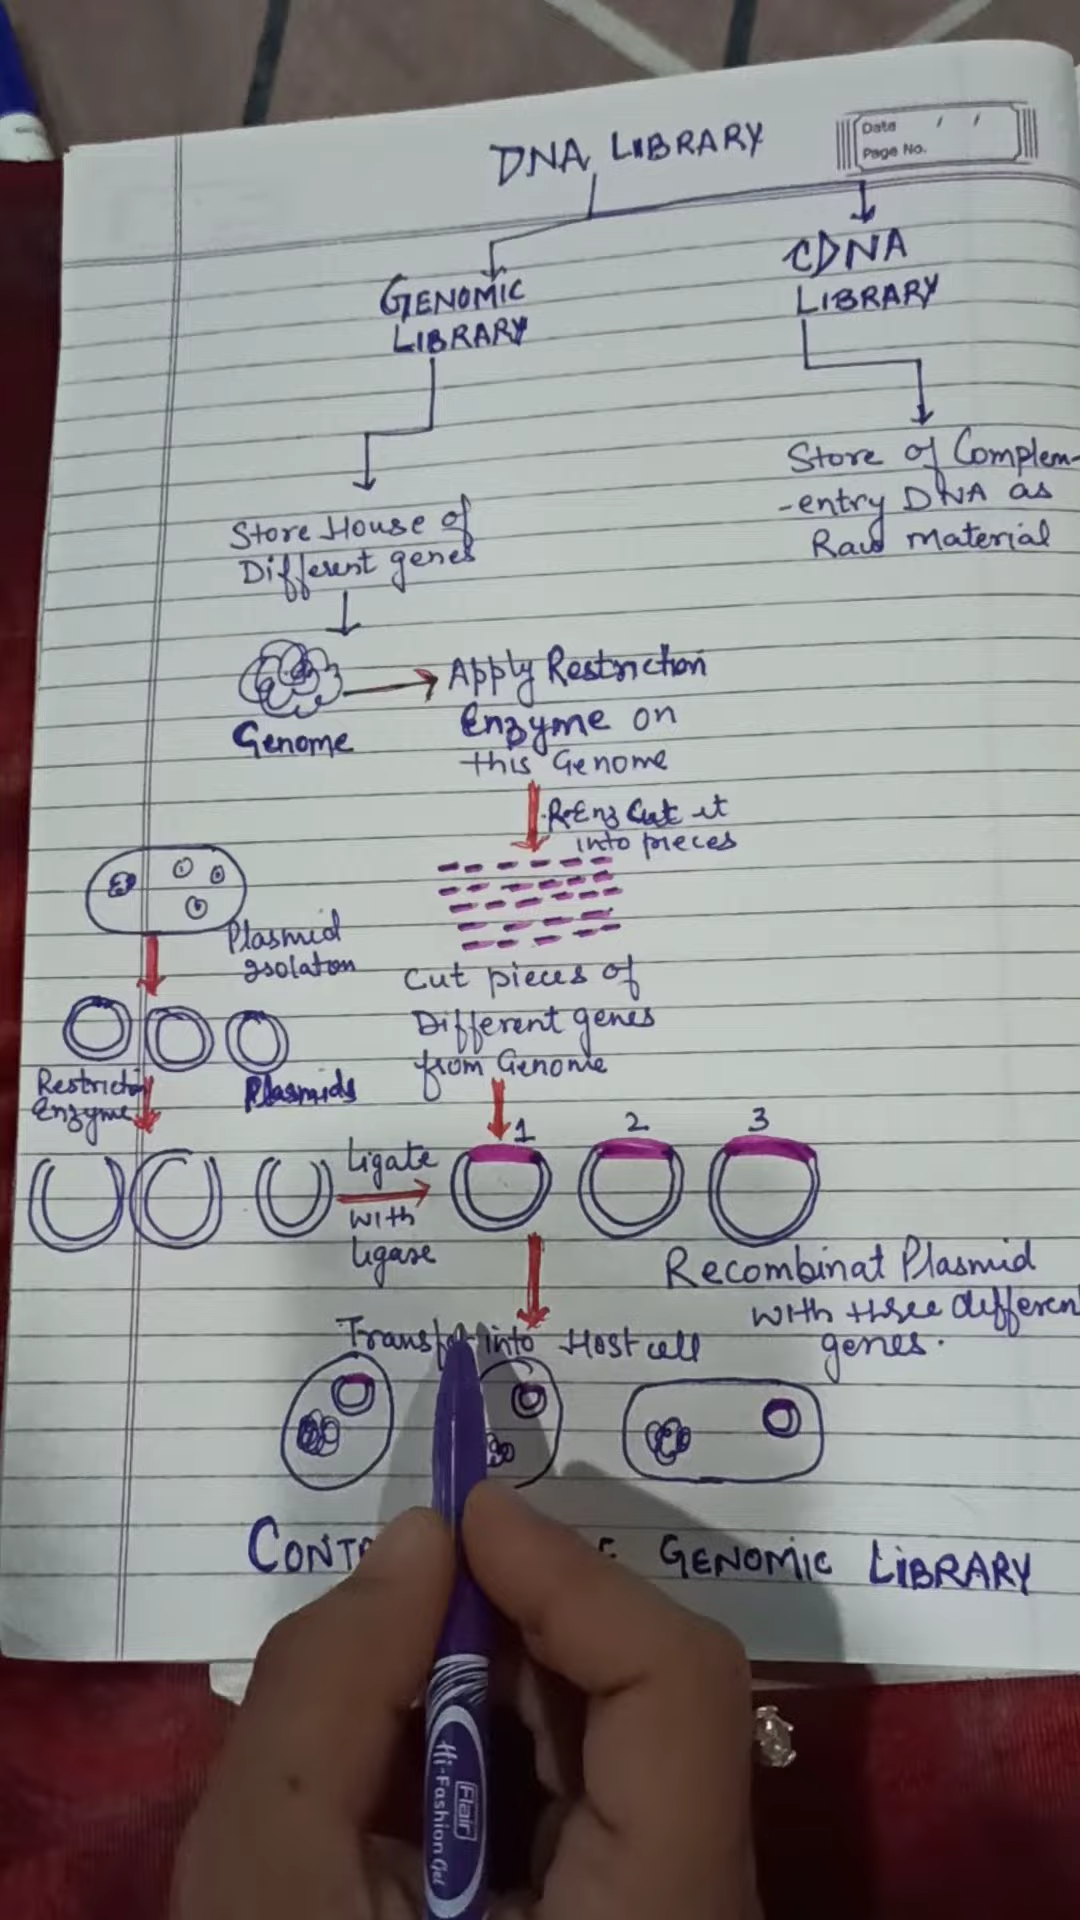 DNA LIBRARY
Date / /
Page No.
GENOMIC
LIBRARY
CDNA
LIBRARY
Store House of
Different genes
Store of Complem-
-entry DNA as
Raw material
Genome
Apply Restriction
Enzyme on
this Genome
R.Enz Cut it
into pieces
Plasmid
Isolation
Cut pieces of
Different genes
from Genome
Restriction
Enzyme
Plasmids
Ligate
with
ligase
1 2 3
Recombinat Plasmid
with three different
genes.
into Host cell
GENOMIC LIBRARY
Flair
Hi-Fashion Gel